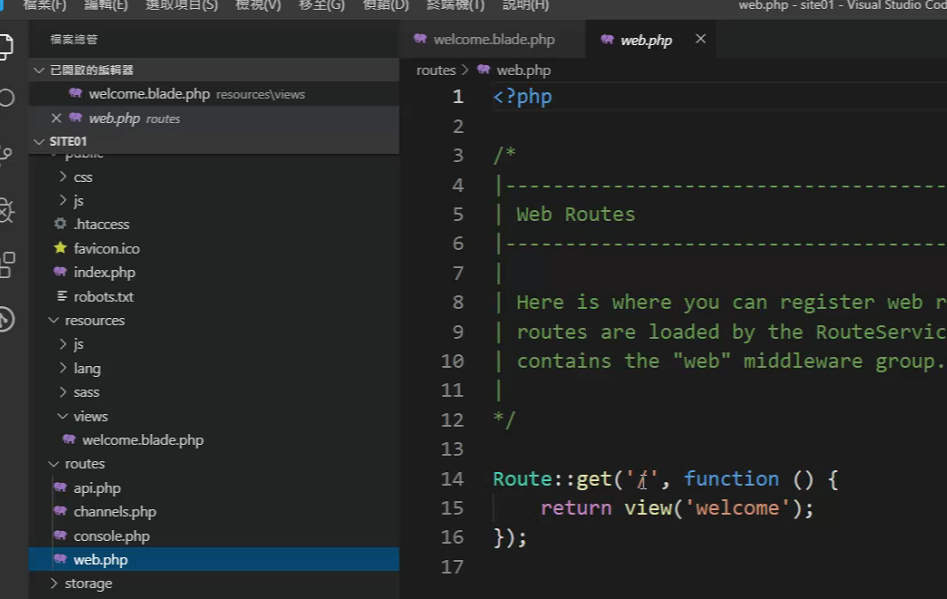 檔案(F) 編輯(E) 選取項目(S) 檢視(V) 移至(G) 偵錯(D) 終端機(T) 說明(H) web.php - site01 - Visual Studio Cod
檔案總管
已開啟的編輯器
welcome.blade.php resources\views
web.php routes
SITE01
public
css
js
.htaccess
favicon.ico
index.php
robots.txt
resources
js
lang
sass
views
welcome.blade.php
routes
api.php
channels.php
console.php
web.php
storage
welcome.blade.php web.php
routes > web.php
1 <?php
2
3 /*
4 |--------------------------------------
5 | Web Routes
6 |--------------------------------------
7 |
8 | Here is where you can register web r
9 | routes are loaded by the RouteServic
10 | contains the "web" middleware group.
11 |
12 */
13
14 Route::get('/', function () {
15 return view('welcome');
16 });
17